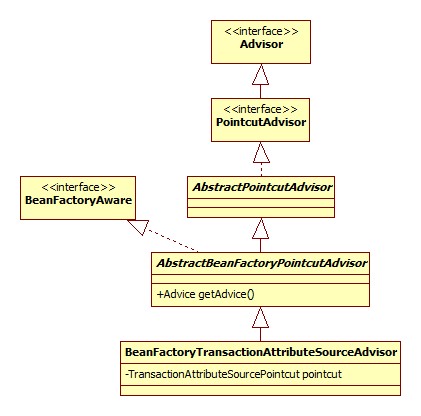 <<interface>>
Advisor
<<interface>>
PointcutAdvisor
AbstractPointcutAdvisor
<<interface>>
BeanFactoryAware
AbstractBeanFactoryPointcutAdvisor
+Advice getAdvice()
BeanFactoryTransactionAttributeSourceAdvisor
-TransactionAttributeSourcePointcut pointcut